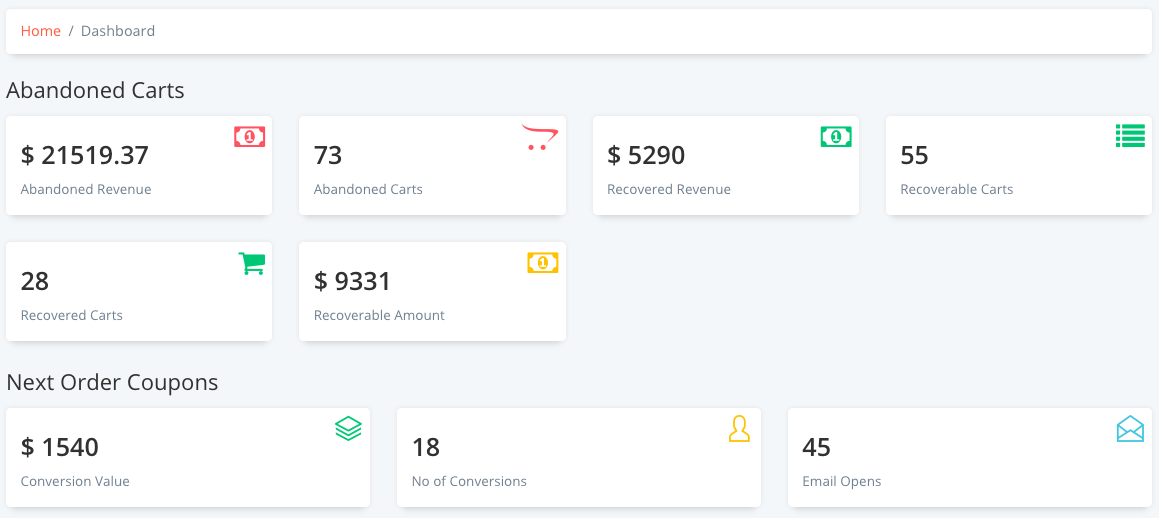 Home / Dashboard
Abandoned Carts
$ 21519.37
Abandoned Revenue
73
Abandoned Carts
$ 5290
Recovered Revenue
55
Recoverable Carts
28
Recovered Carts
$ 9331
Recoverable Amount
Next Order Coupons
$ 1540
Conversion Value
18
No of Conversions
45
Email Opens